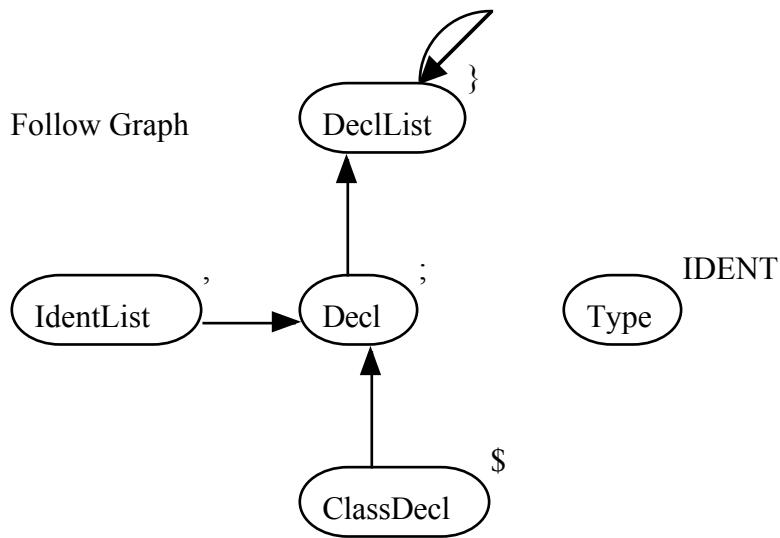 }
Follow Graph
DeclList
,
;
IDENT
IdentList
Decl
Type
$
ClassDecl